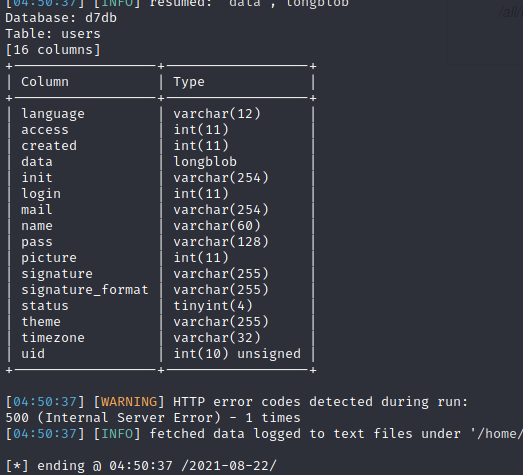 [04:50:37] [INFO] resumed: 'data', 'longblob'
Database: d7db
Table: users
[16 columns]
+------------------+------------------+
| Column | Type |
+------------------+------------------+
| language | varchar(12) |
| access | int(11) |
| created | int(11) |
| data | longblob |
| init | varchar(254) |
| login | int(11) |
| mail | varchar(254) |
| name | varchar(60) |
| pass | varchar(128) |
| picture | int(11) |
| signature | varchar(255) |
| signature_format | varchar(255) |
| status | tinyint(4) |
| theme | varchar(255) |
| timezone | varchar(32) |
| uid | int(10) unsigned |
+------------------+------------------+
[04:50:37] [WARNING] HTTP error codes detected during run:
500 (Internal Server Error) - 1 times
[04:50:37] [INFO] fetched data logged to text files under '/home/
[*] ending @ 04:50:37 /2021-08-22/